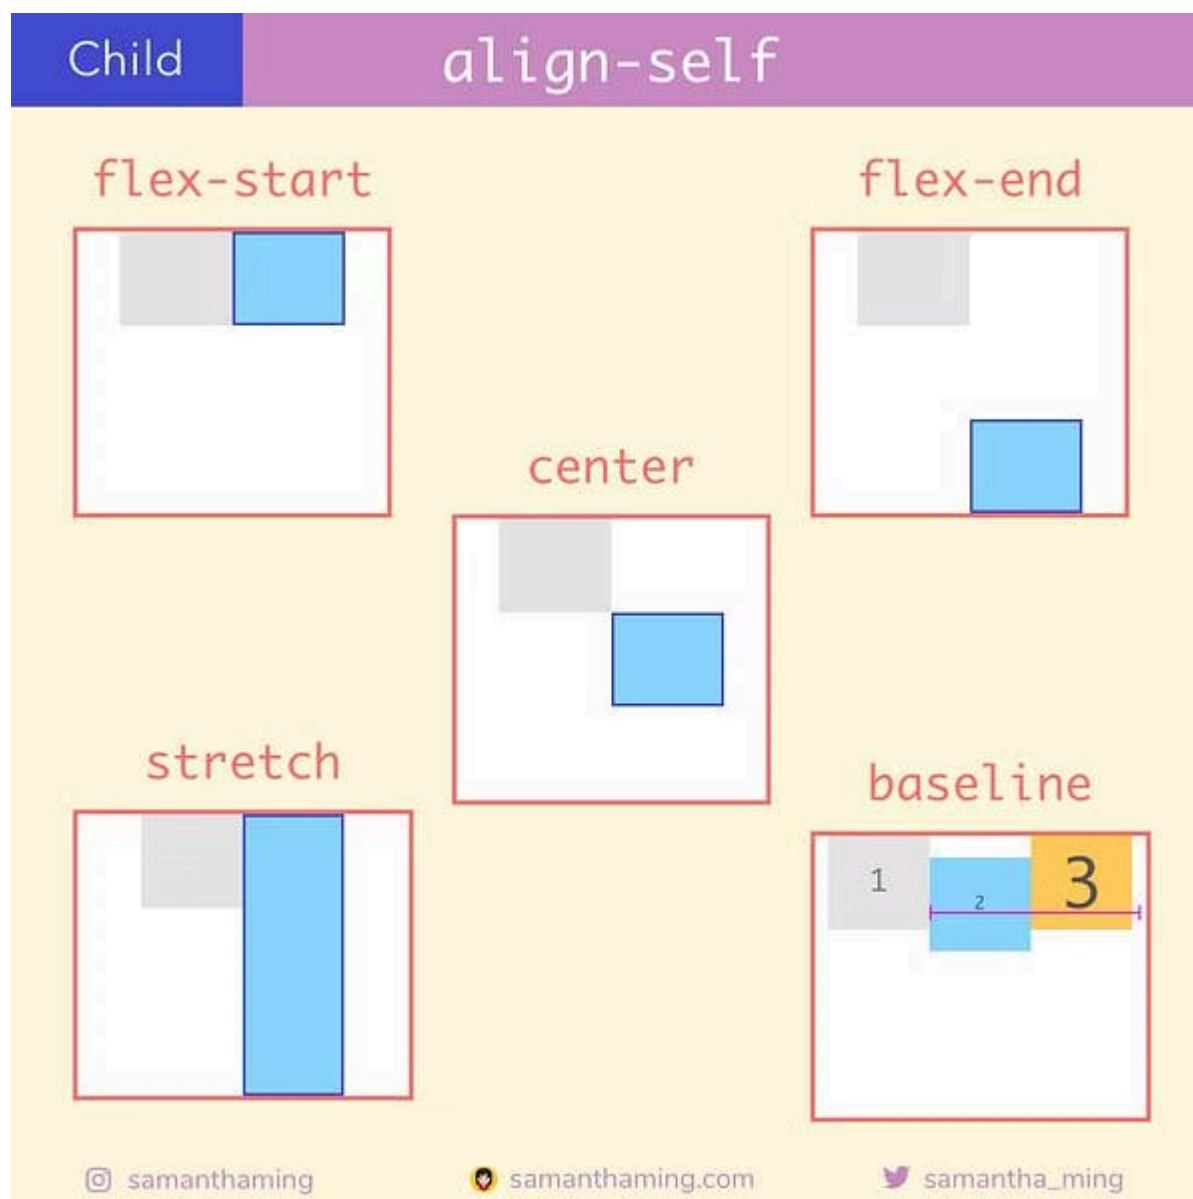 Child
align-self
flex-start
flex-end
center
stretch
baseline
1
2
3
samanthaming
samanthaming.com
samantha_ming